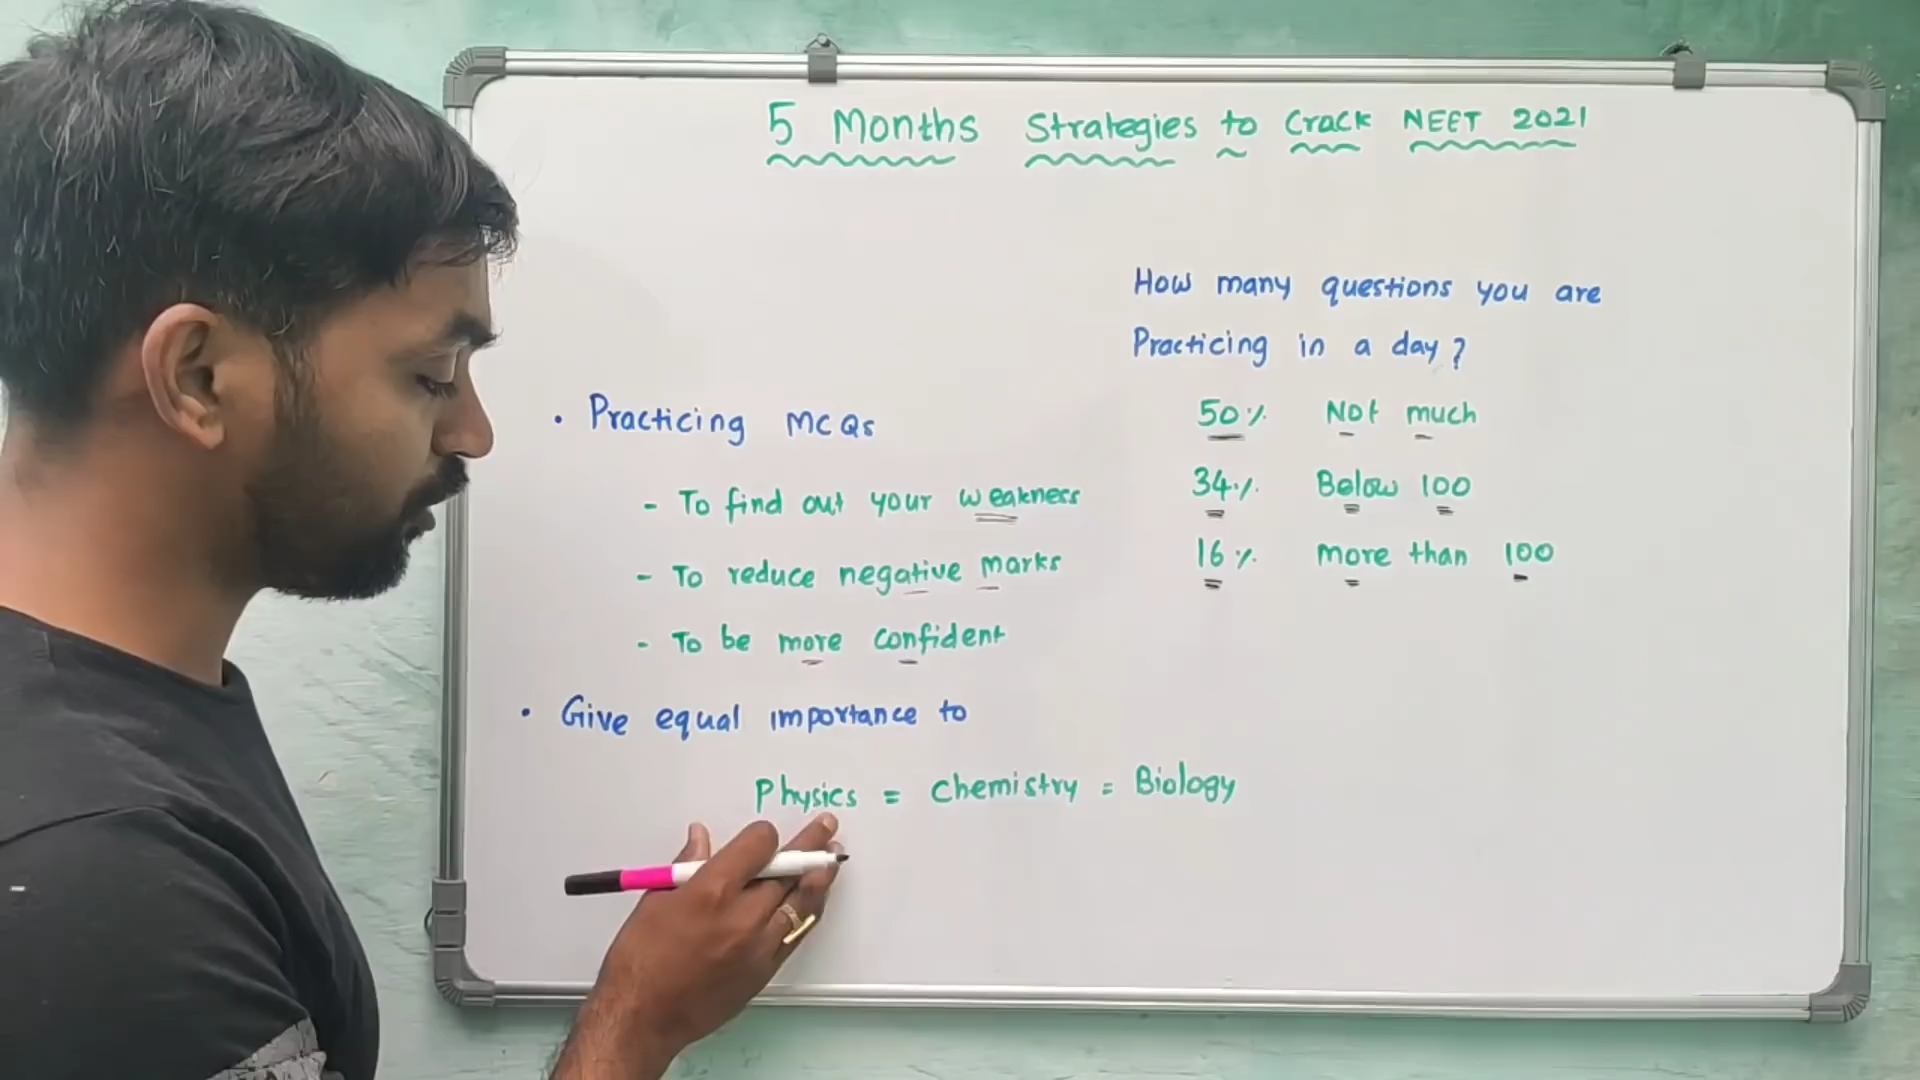 5 Months Strategies to Crack NEET 2021
• Practicing MCQs
- To find out your weakness
- To reduce negative marks
- To be more confident
• Give equal importance to
Physics = Chemistry = Biology
How many questions you are
Practicing in a day?
50% Not much
34% Below 100
16% more than 100